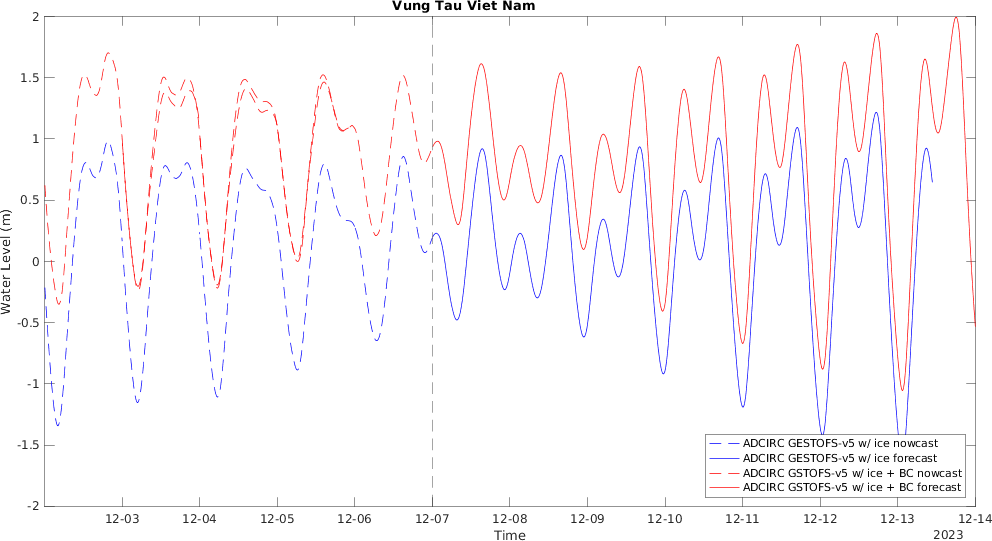 Vung Tau Viet Nam
2
1.5
1
0.5
0
-0.5
-1
-1.5
-2
Water Level (m)
ADCIRC GESTOFS-v5 w/ ice nowcast
ADCIRC GESTOFS-v5 w/ ice forecast
ADCIRC GSTOFS-v5 w/ ice + BC nowcast
ADCIRC GSTOFS-v5 w/ ice + BC forecast
12-03 12-04 12-05 12-06 12-07 12-08 12-09 12-10 12-11 12-12 12-13 12-14
Time
2023